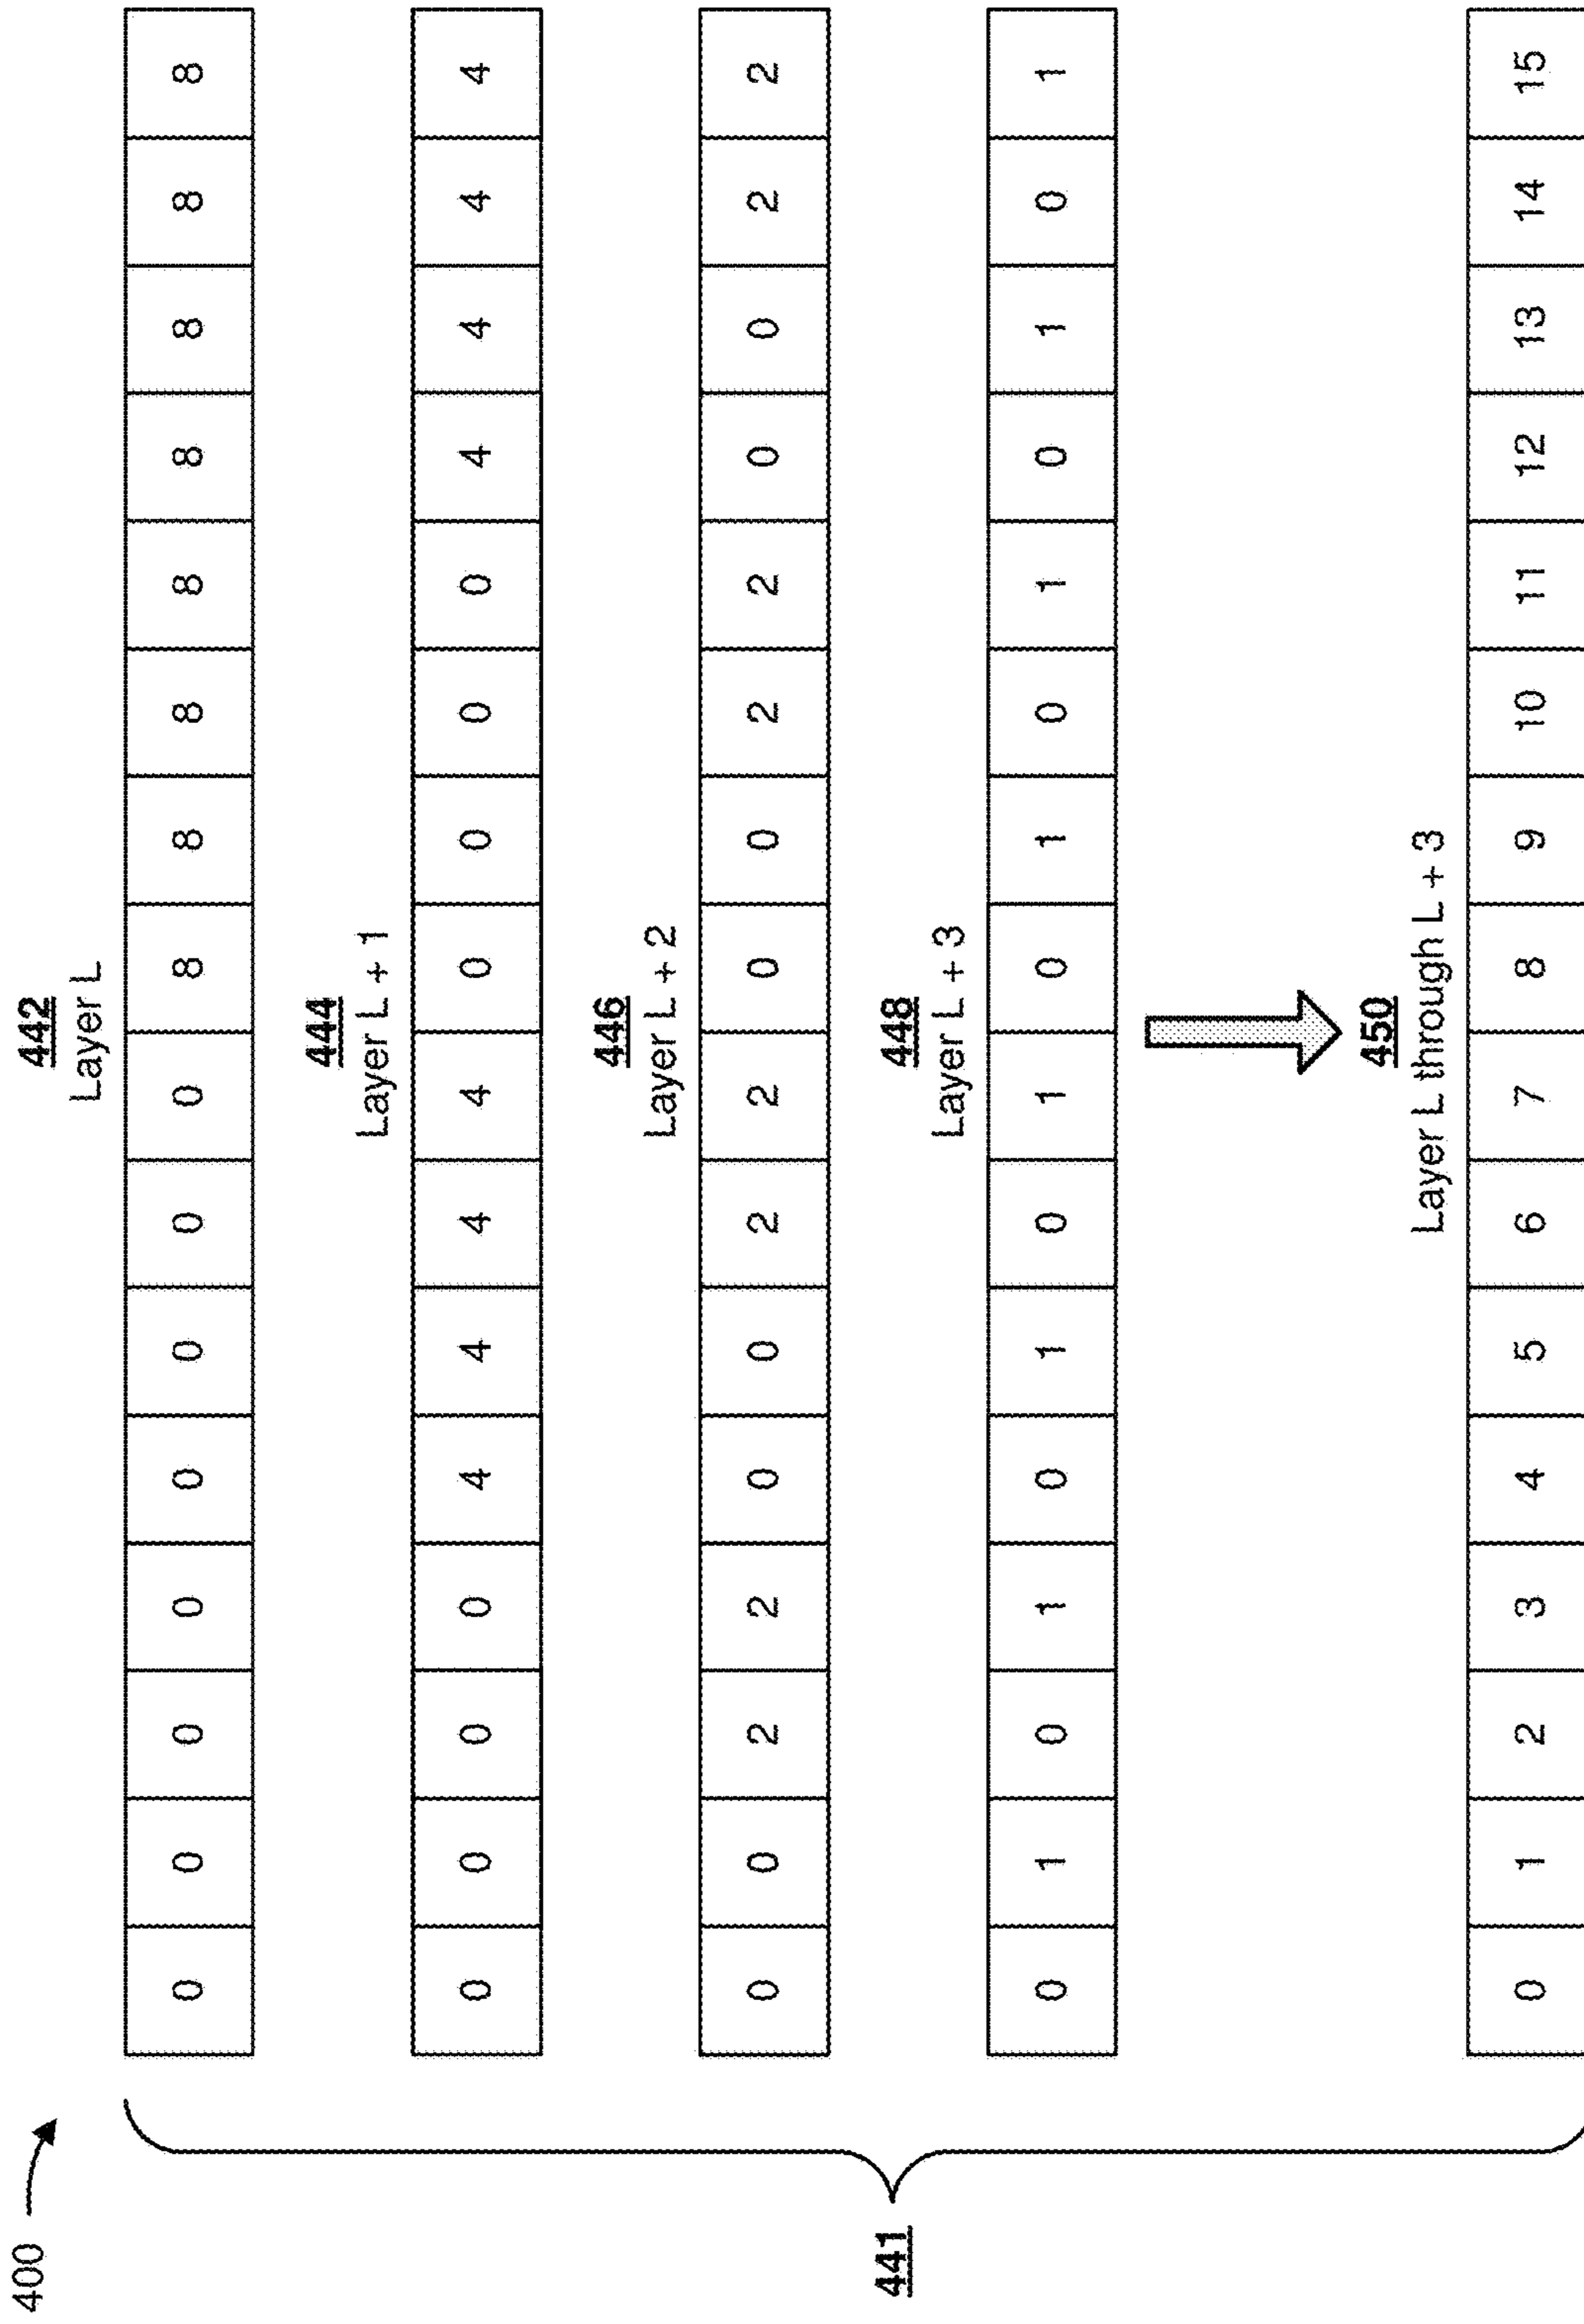 400
441
442
Layer L
0 0 0 0 0 0 0 0 8 8 8 8 8 8 8 8
444
Layer L + 1
0 0 0 0 4 4 4 4 0 0 0 0 4 4 4 4
446
Layer L + 2
0 0 2 2 0 0 2 2 0 0 2 2 0 0 2 2
448
Layer L + 3
0 1 0 1 0 1 0 1 0 1 0 1 0 1 0 1
450
Layer L through L + 3
0 1 2 3 4 5 6 7 8 9 10 11 12 13 14 15